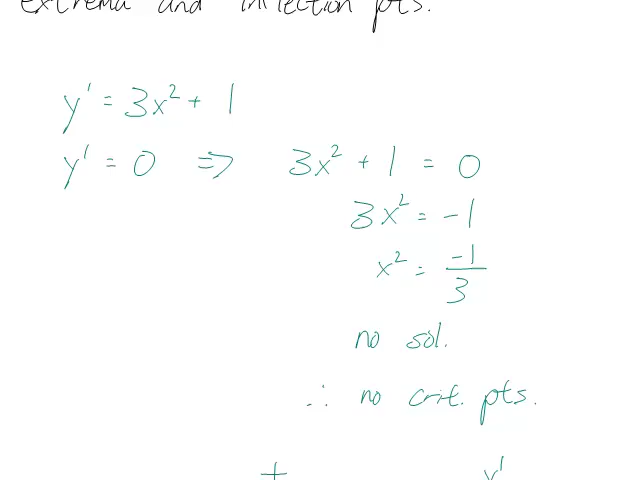 extrema and inflection pts.
y' = 3x² + 1
y' = 0 ⇒ 3x² + 1 = 0
3x² = -1
x² = -1/3
no sol.
∴ no crit. pts.
+ y'